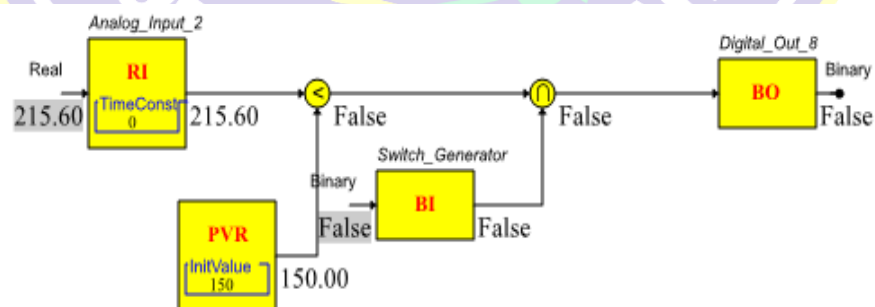 Analog_Input_2
Real
RI
TimeConstr
0
215.60
215.60
<
False
∩
False
Digital_Out_8
BO
Binary
False
Switch_Generator
Binary
BI
False
False
PVR
InitValue
150
150.00